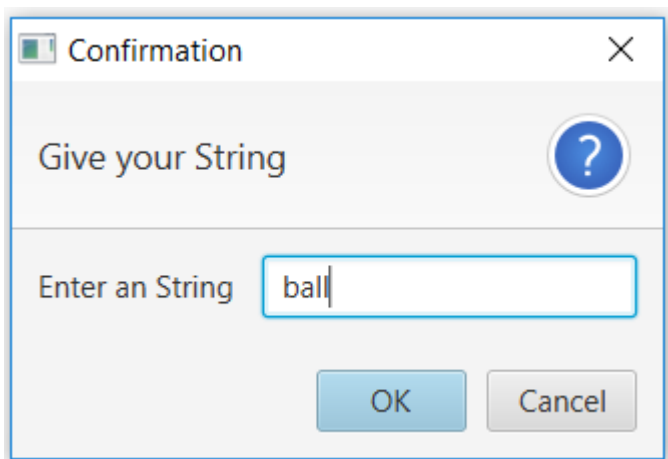 Confirmation
Give your String
?
Enter an String ball
OK Cancel